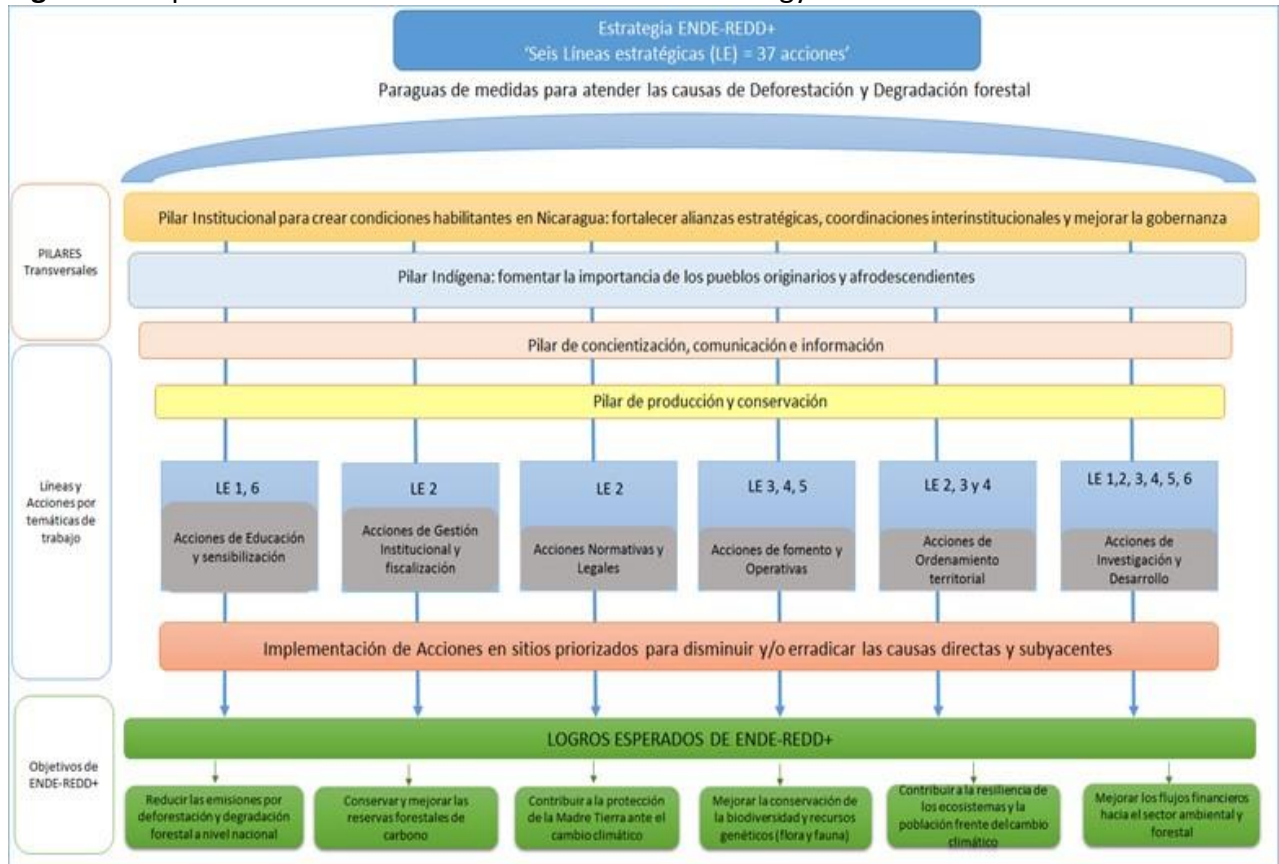 Estrategia ENDE-REDD+
'Seis Líneas estratégicas (LE) = 37 acciones'
Paraguas de medidas para atender las causas de Deforestación y Degradación forestal
PILARES
Transversales
Pilar Institucional para crear condiciones habilitantes en Nicaragua: fortalecer alianzas estratégicas, coordinaciones interinstitucionales y mejorar la gobernanza
Pilar Indígena: fomentar la importancia de los pueblos originarios y afrodescendientes
Pilar de concientización, comunicación e información
Pilar de producción y conservación
Líneas y
Acciones por
temáticas de
trabajo
LE 1, 6
Acciones de Educación
y sensibilización
LE 2
Acciones de Gestión
Institucional y
fiscalización
LE 2
Acciones Normativas y
Legales
LE 3, 4, 5
Acciones de fomento y
Operativas
LE 2, 3 y 4
Acciones de
Ordenamiento
territorial
LE 1,2, 3, 4, 5, 6
Acciones de
Investigación y
Desarrollo
Implementación de Acciones en sitios priorizados para disminuir y/o erradicar las causas directas y subyacentes
Objetivos de
ENDE-REDD+
LOGROS ESPERADOS DE ENDE-REDD+
Reducir las emisiones por
deforestación y degradación
forestal a nivel nacional
Conservar y mejorar las
reservas forestales de
carbono
Contribuir a la protección
de la Madre Tierra ante el
cambio climático
Mejorar la conservación de
la biodiversidad y recursos
genéticos (flora y fauna)
Contribuir a la resiliencia de
los ecosistemas y la
población frente del cambio
climático
Mejorar los flujos financieros
hacia el sector ambiental y
forestal